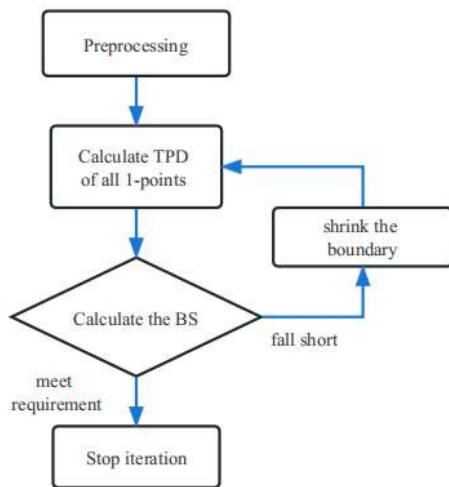 Preprocessing
Calculate TPD
of all 1-points
shrink the
boundary
Calculate the BS
fall short
meet
requirement
Stop iteration